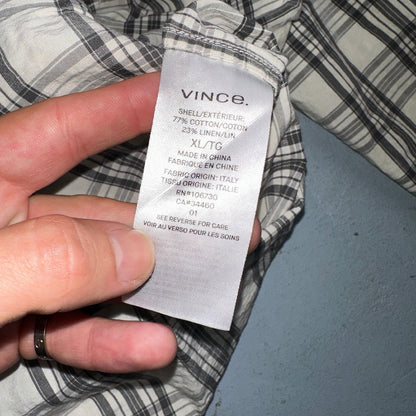 VINCE.
SHELL/EXTÉRIEUR:
77% COTTON/COTON
23% LINEN/LIN
XL/TG
MADE IN CHINA
FABRIQUÉ EN CHINE
FABRIC ORIGIN: ITALY
TISSU ORIGINE: ITALIE
RN#106730
CA#34460
01
SEE REVERSE FOR CARE
VOIR AU VERSO POUR LES SOINS